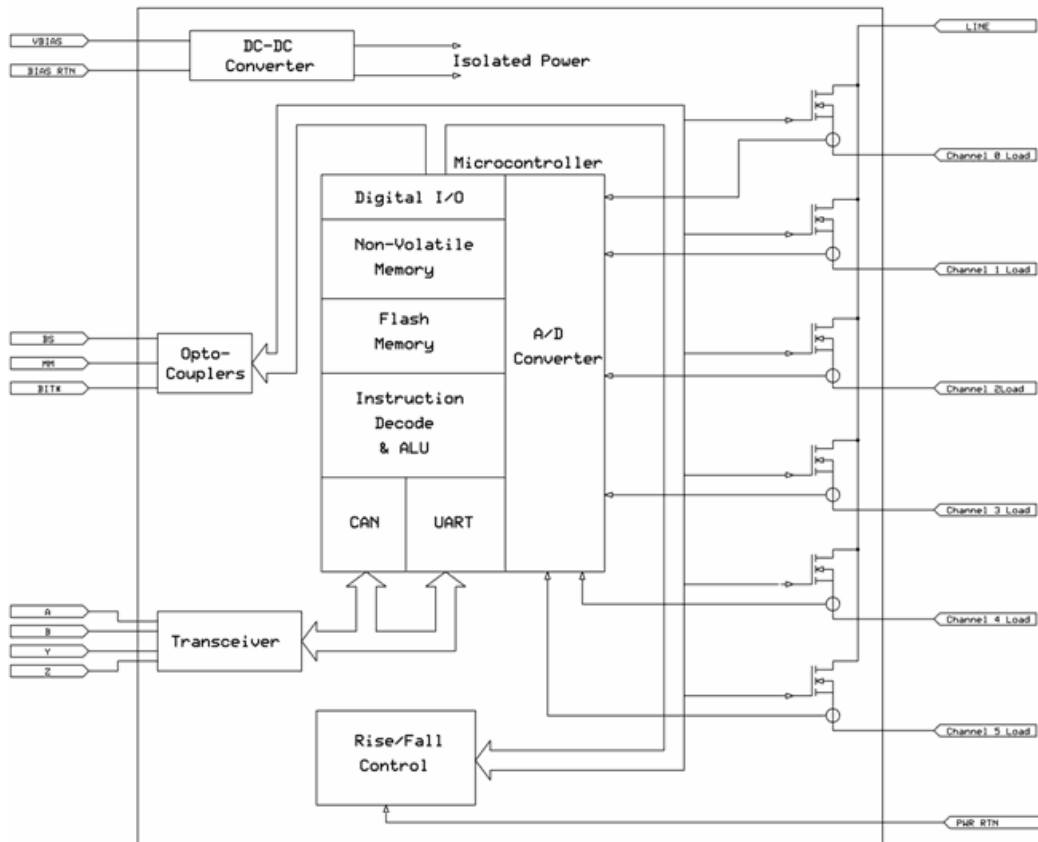 VBIAS
BIAS RTN
DC-DC
Converter
Isolated Power
LINE
Channel 0 Load
Microcontroller
Digital I/O
Non-Volatile
Memory
Flash
Memory
Instruction
Decode
& ALU
CAN
UART
A/D
Converter
Channel 1 Load
DS
MM
BIT*
Opto-
Couplers
Channel 2Load
Channel 3 Load
A
B
Y
Z
Transceiver
Channel 4 Load
Channel 5 Load
Rise/Fall
Control
PWR RTN